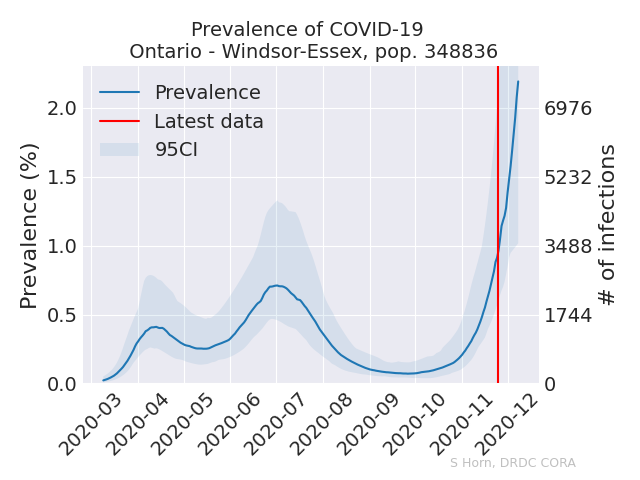 Prevalence of COVID-19
Ontario - Windsor-Essex, pop. 348836
Prevalence
Latest data
95CI
Prevalence (%)
2.0
1.5
1.0
0.5
0.0
6976
5232
3488
1744
0
# of infections
2020-03
2020-04
2020-05
2020-06
2020-07
2020-08
2020-09
2020-10
2020-11
2020-12
S Horn, DRDC CORA